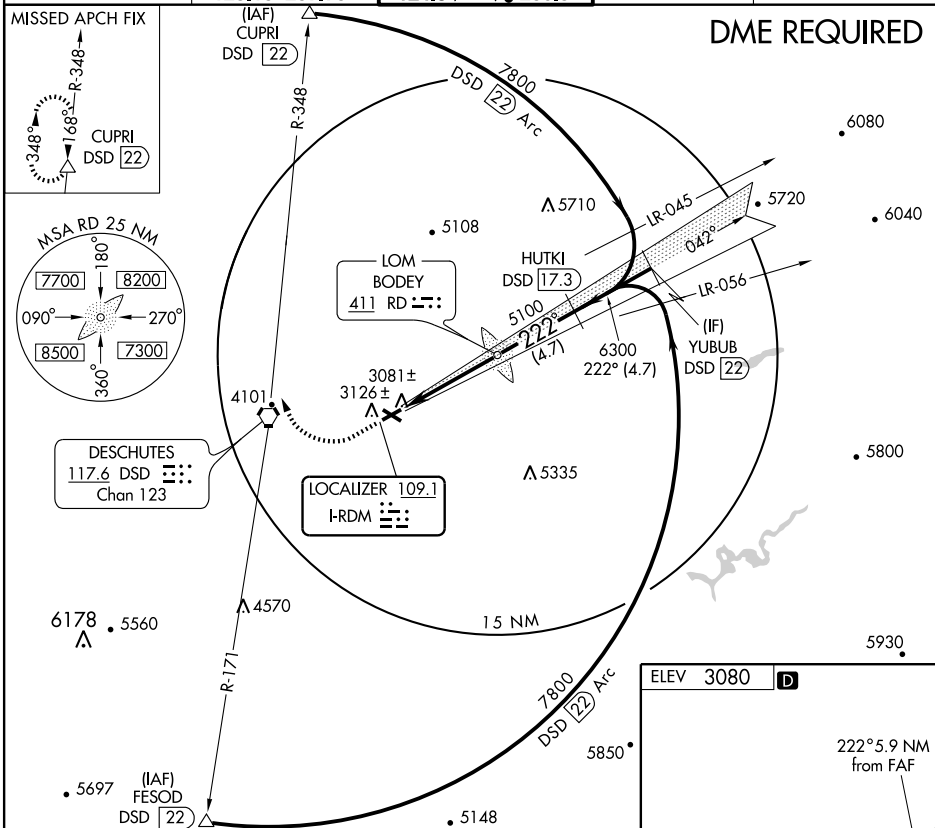 MISSED APCH FIX
R-348
348°
168°
CUPRI
DSD 22
(IAF)
CUPRI
DSD 22
R-348
DME REQUIRED
7800
DSD 22 Arc
6080
5710
LR-045
5720
6040
5108
042°
MSA RD 25 NM
180°
7700
8200
090°
270°
8500
7300
360°
LOM
BODEY
411 RD
HUTKI
DSD 17.3
5100
222°
(4.7)
LR-056
6300
222° (4.7)
(IF)
YUBUB
DSD 22
3081±
3126±
4101
DESCHUTES
117.6 DSD
Chan 123
LOCALIZER 109.1
I-RDM
5335
5800
4570
6178
5560
15 NM
R-171
5930
7800
DSD 22 Arc
ELEV 3080 D
222° 5.9 NM
from FAF
5850
5697
(IAF)
FESOD
DSD 22
5148